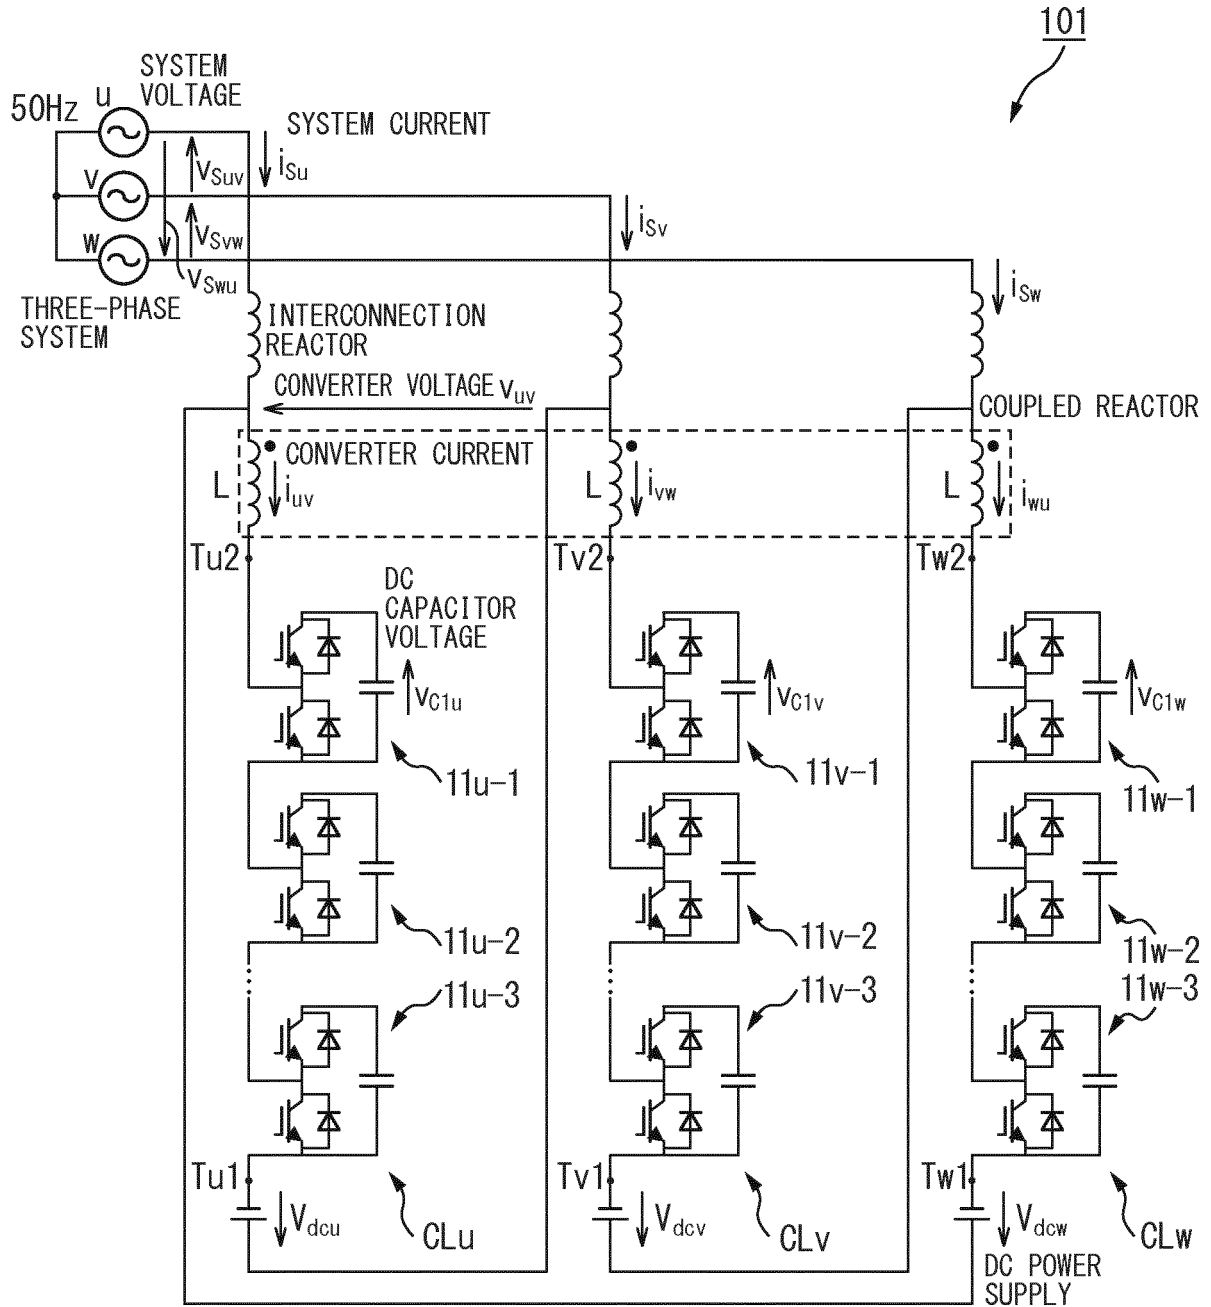 101
SYSTEM
VOLTAGE
50Hz
u
SYSTEM CURRENT
vSuv
iSu
v
vSvw
iSv
w
vSwu
iSw
THREE-PHASE
SYSTEM
INTERCONNECTION
REACTOR
CONVERTER VOLTAGE vuv
COUPLED REACTOR
CONVERTER CURRENT
L
iuv
L
ivw
L
iwu
Tu2
Tv2
Tw2
DC
CAPACITOR
VOLTAGE
vC1u
vC1v
vC1w
11u-1
11v-1
11w-1
11u-2
11v-2
11w-2
11u-3
11v-3
11w-3
Tu1
Tv1
Tw1
Vdcu
CLu
Vdcv
CLv
Vdcw
CLw
DC POWER
SUPPLY